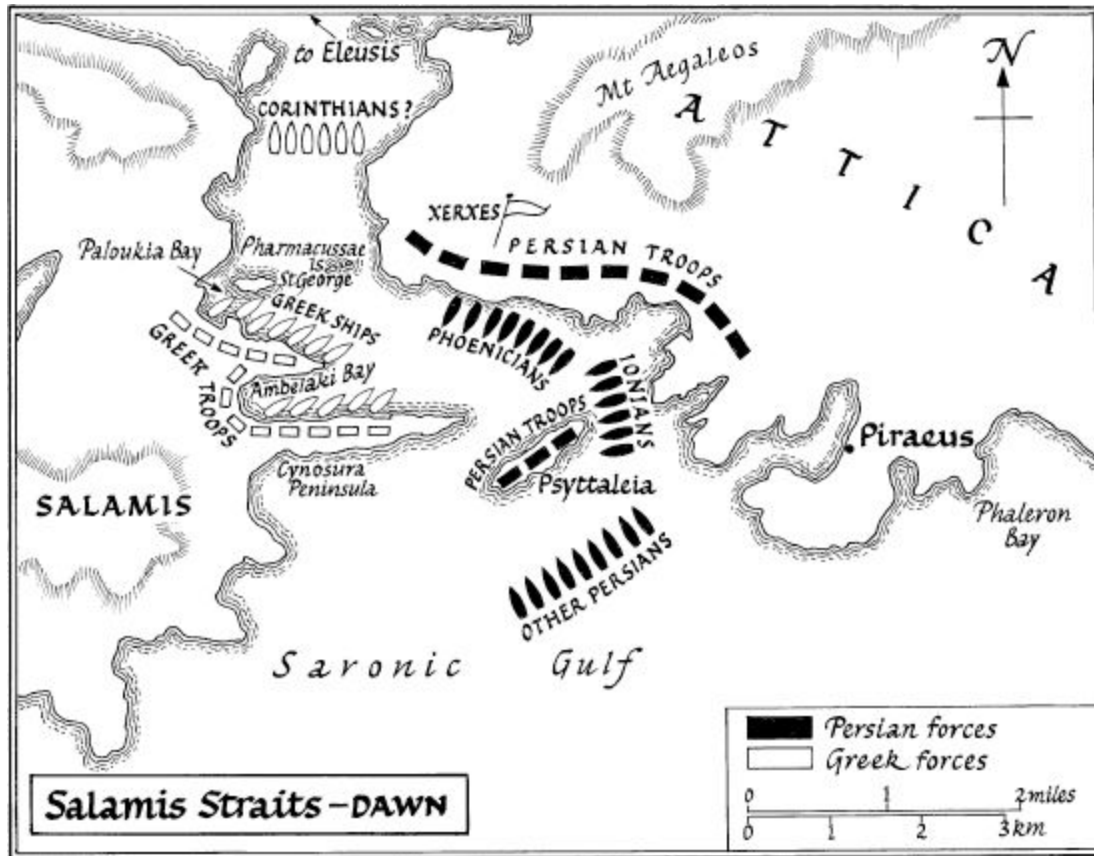 to Eleusis
Mt Aegaleos
N
CORINTHIANS?
ATTICA
XERXES
PERSIAN TROOPS
Paloukia Bay
Pharmacussae
Is
St George
GREEK SHIPS
PHOENICIANS
GREEK TROOPS
Ambelaki Bay
IONIANS
PERSIAN TROOPS
Piraeus
Cynosura
Peninsula
Psyttaleia
SALAMIS
Phaleron
Bay
OTHER PERSIANS
Saronic Gulf
Persian forces
Greek forces
0 1 2 miles
0 1 2 3 km
Salamis Straits – DAWN